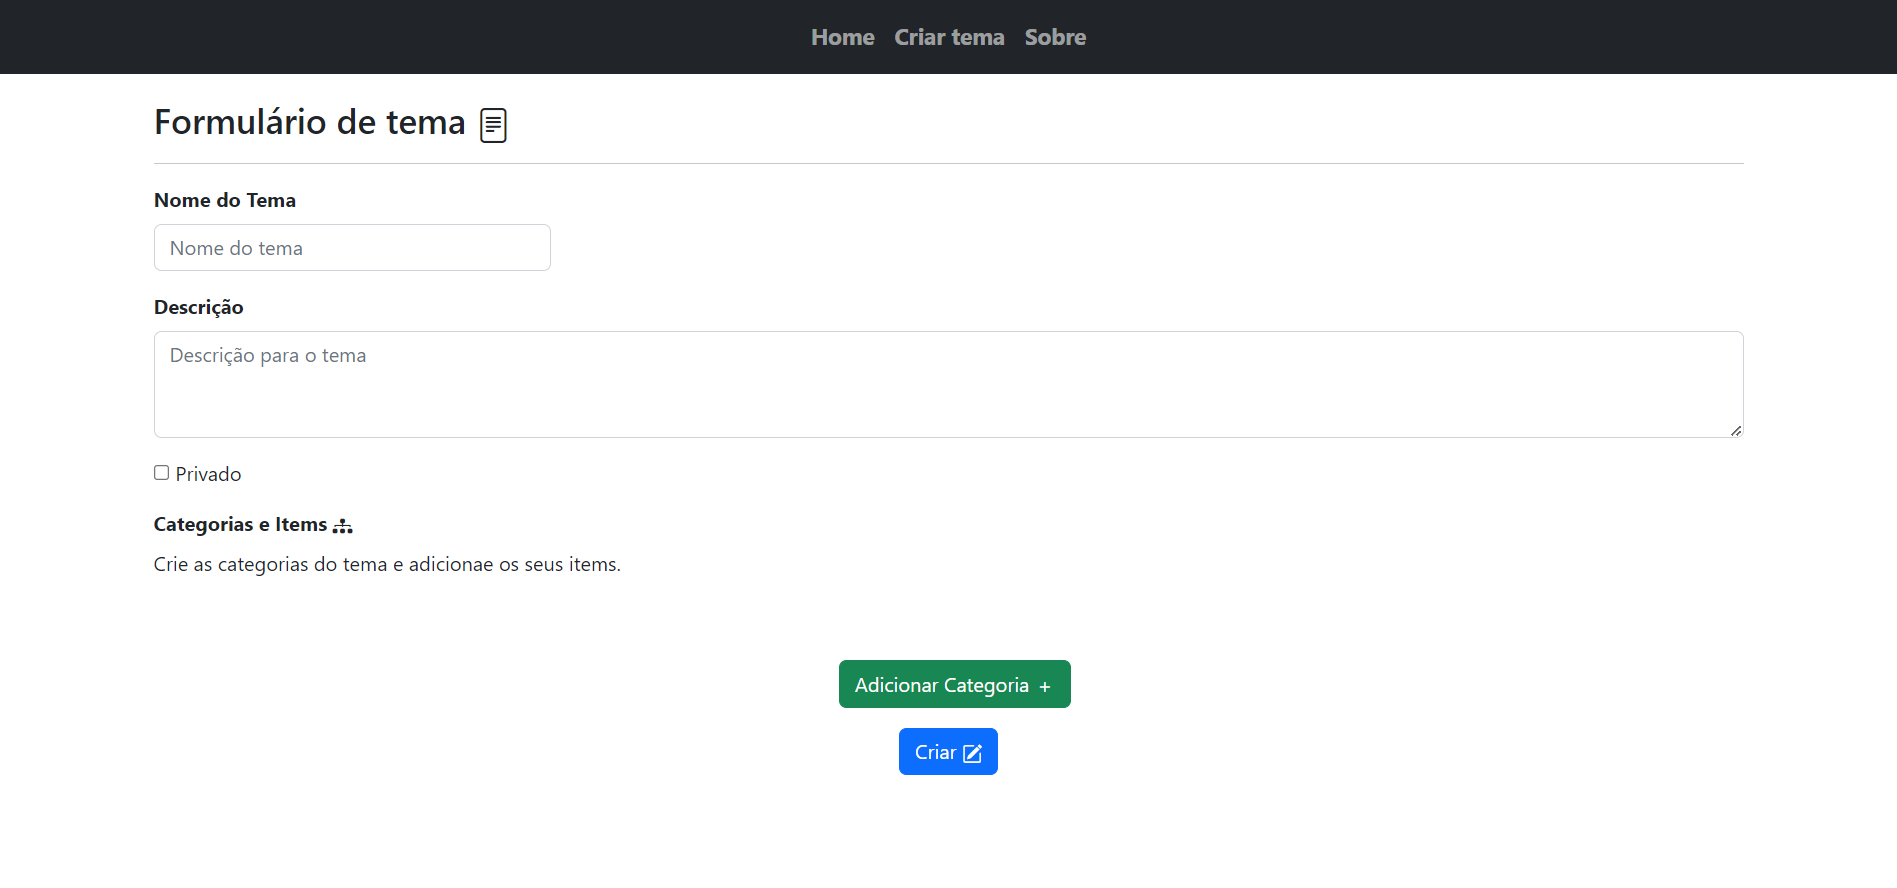 Home Criar tema Sobre
Formulário de tema
Nome do Tema
Nome do tema
Descrição
Descrição para o tema
Privado
Categorias e Items
Crie as categorias do tema e adicionae os seus items.
Adicionar Categoria +
Criar